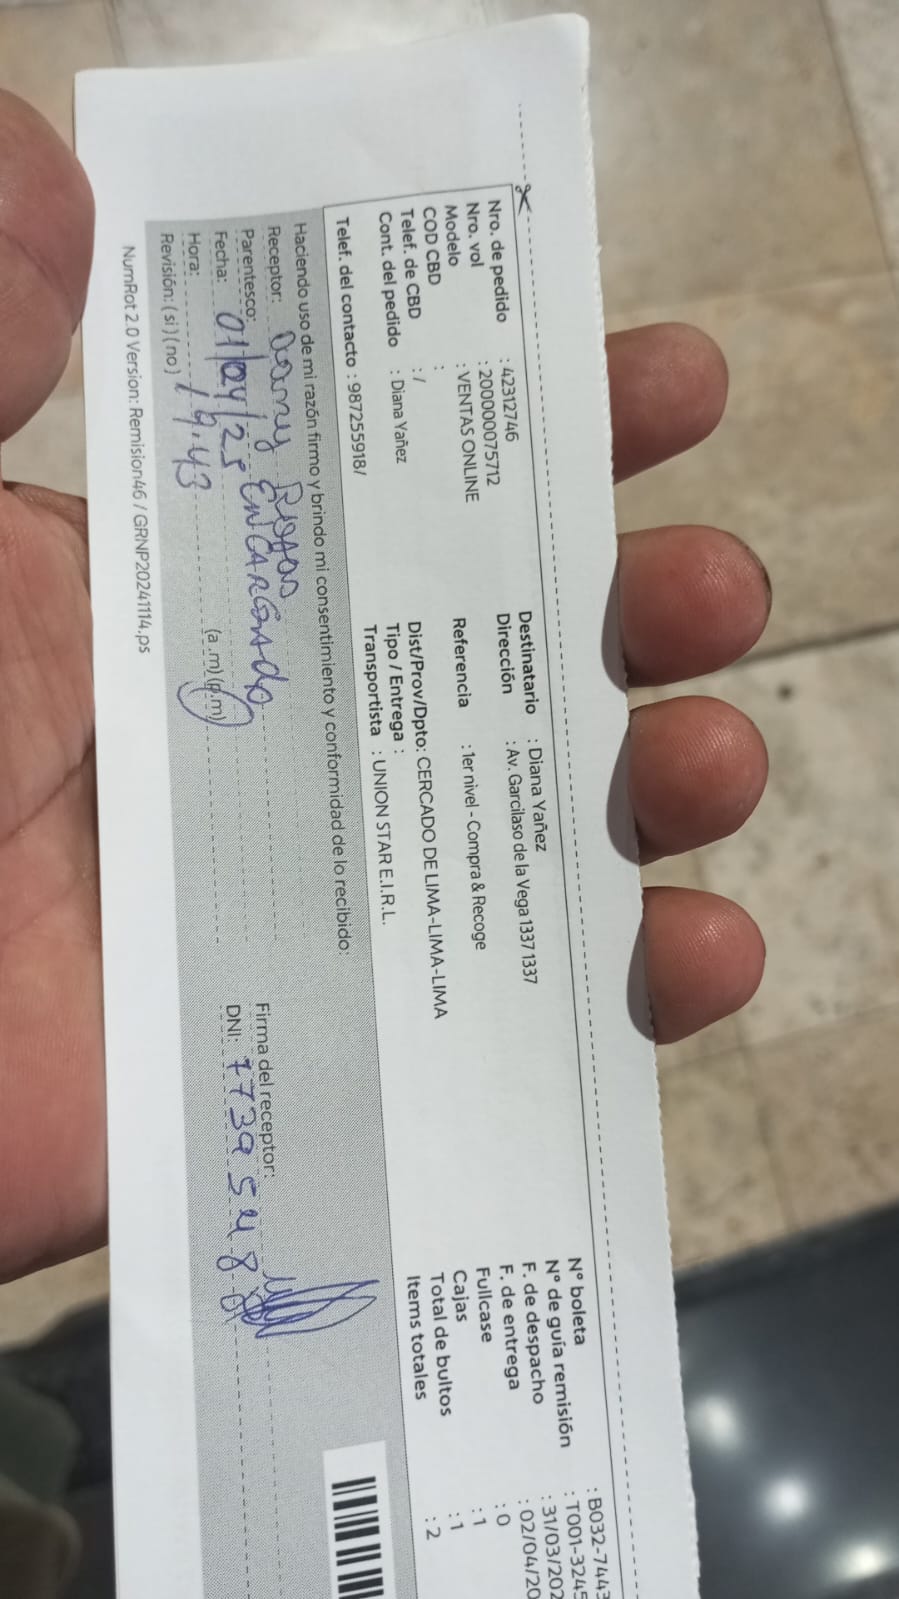 Nro. de pedido : 42312746
Nro. vol : 200000075712
Modelo : VENTAS ONLINE
COD CBD :
Telef. de CBD : /
Cont. del pedido : Diana Yañez
Telef. del contacto : 987255918/
Destinatario : Diana Yañez
Dirección : Av. Garcilaso de la Vega 1337 1337
Referencia : 1er nivel - Compra & Recoge
Dist/Prov/Dpto: CERCADO DE LIMA-LIMA-LIMA
Tipo / Entrega :
Transportista : UNION STAR E.I.R.L.
N° boleta : B032-7443
N° de guía remisión : T001-3245
F. de despacho : 31/03/202
F. de entrega : 02/04/20
Fullcase : 0
Cajas : 1
Total de bultos : 1
Items totales : 2
Haciendo uso de mi razón firmo y brindo mi consentimiento y conformidad de lo recibido:
Receptor:
Parentesco: ENCARGADO
Fecha: 01/04/25
Hora: 19:43 (a .m) (p.m)
Revisión: ( si ) ( no )
Firma del receptor:
DNI: 7739548
NumRot 2.0 Version: Remision46 / GRNP20241114.ps